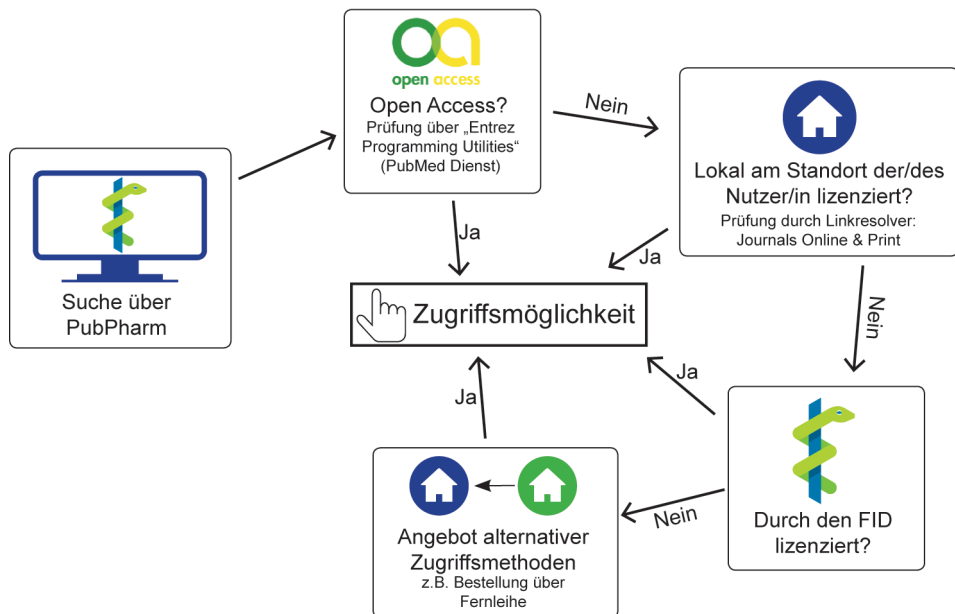 Suche über
PubPharm
open access
Open Access?
Prüfung über „Entrez
Programming Utilities“
(PubMed Dienst)
Nein
Lokal am Standort der/des
Nutzer/in lizenziert?
Prüfung durch Linkresolver:
Journals Online & Print
Ja
Ja
Zugriffsmöglichkeit
Nein
Ja
Ja
Durch den FID
lizenziert?
Nein
Angebot alternativer
Zugriffsmethoden
z.B. Bestellung über
Fernleihe